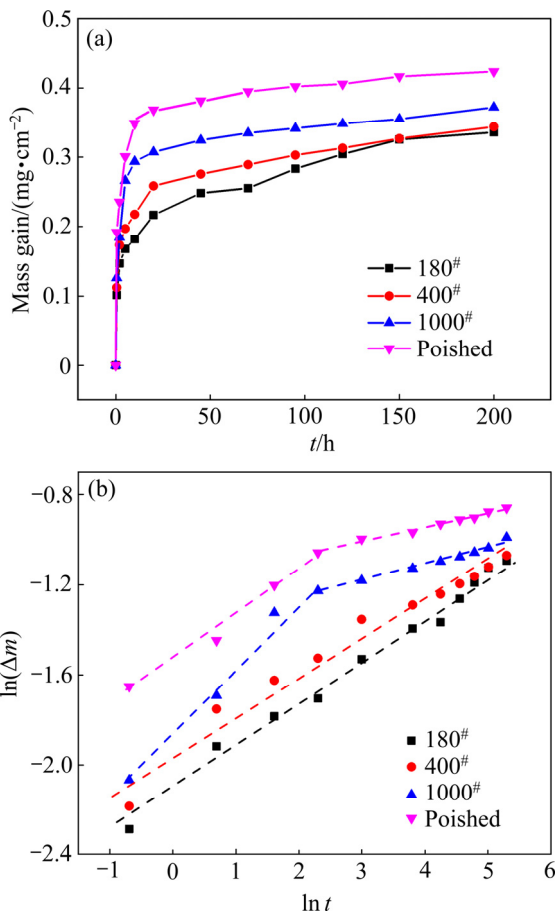 (a)
0.5
0.4
0.3
0.2
0.1
0
Mass gain/(mg•cm⁻²)
180#
400#
1000#
Poished
0 50 100 150 200
t/h
(b)
−0.8
−1.2
−1.6
−2.0
−2.4
ln(Δm)
180#
400#
1000#
Poished
−1 0 1 2 3 4 5 6
ln t